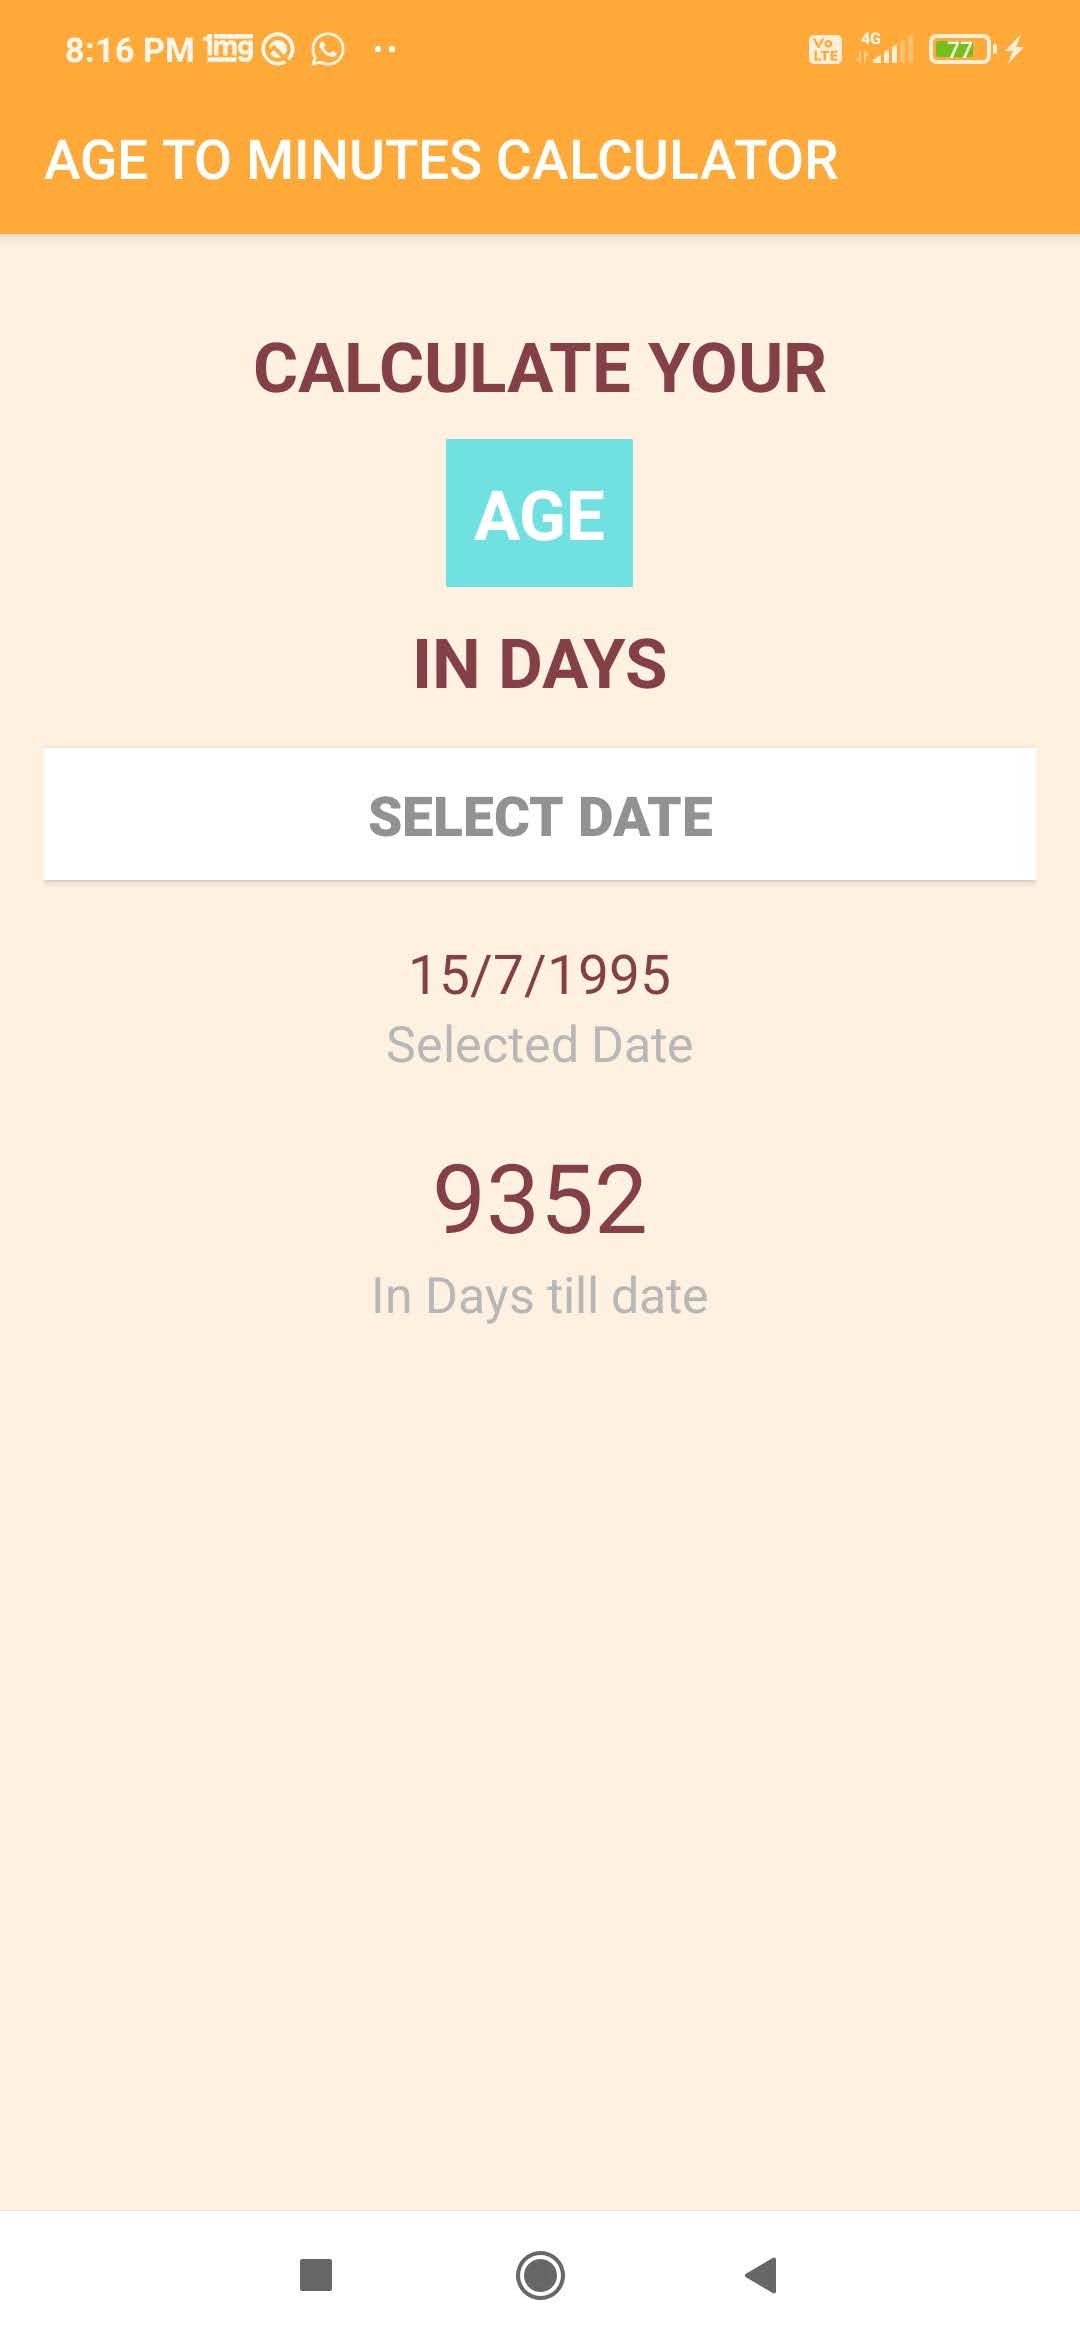 8:16 PM 1mg
Vo LTE 4G 77
AGE TO MINUTES CALCULATOR
CALCULATE YOUR
AGE
IN DAYS
SELECT DATE
15/7/1995
Selected Date
9352
In Days till date